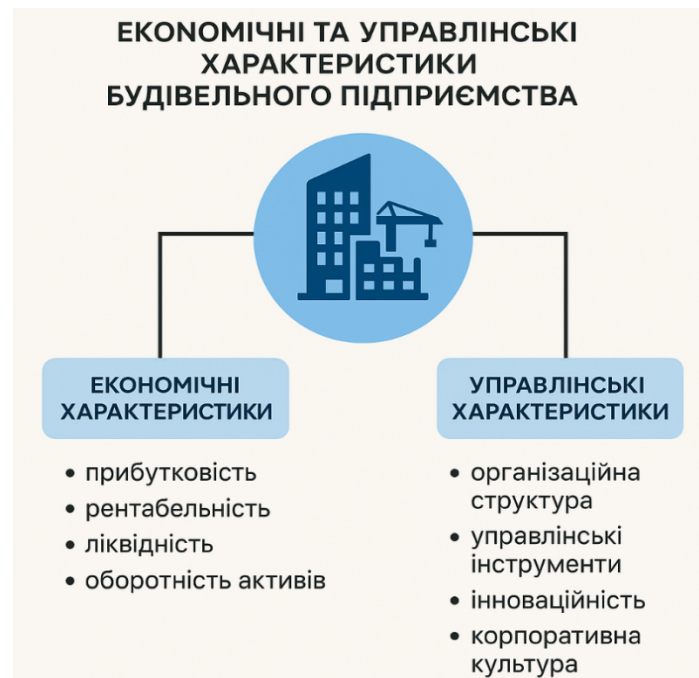 ЕКОНОМІЧНІ ТА УПРАВЛІНСЬКІ
ХАРАКТЕРИСТИКИ
БУДІВЕЛЬНОГО ПІДПРИЄМСТВА
ЕКОНОМІЧНІ
ХАРАКТЕРИСТИКИ
• прибутковість
• рентабельність
• ліквідність
• оборотність активів
УПРАВЛІНСЬКІ
ХАРАКТЕРИСТИКИ
• організаційна
структура
• управлінські
інструменти
• інноваційність
• корпоративна
культура